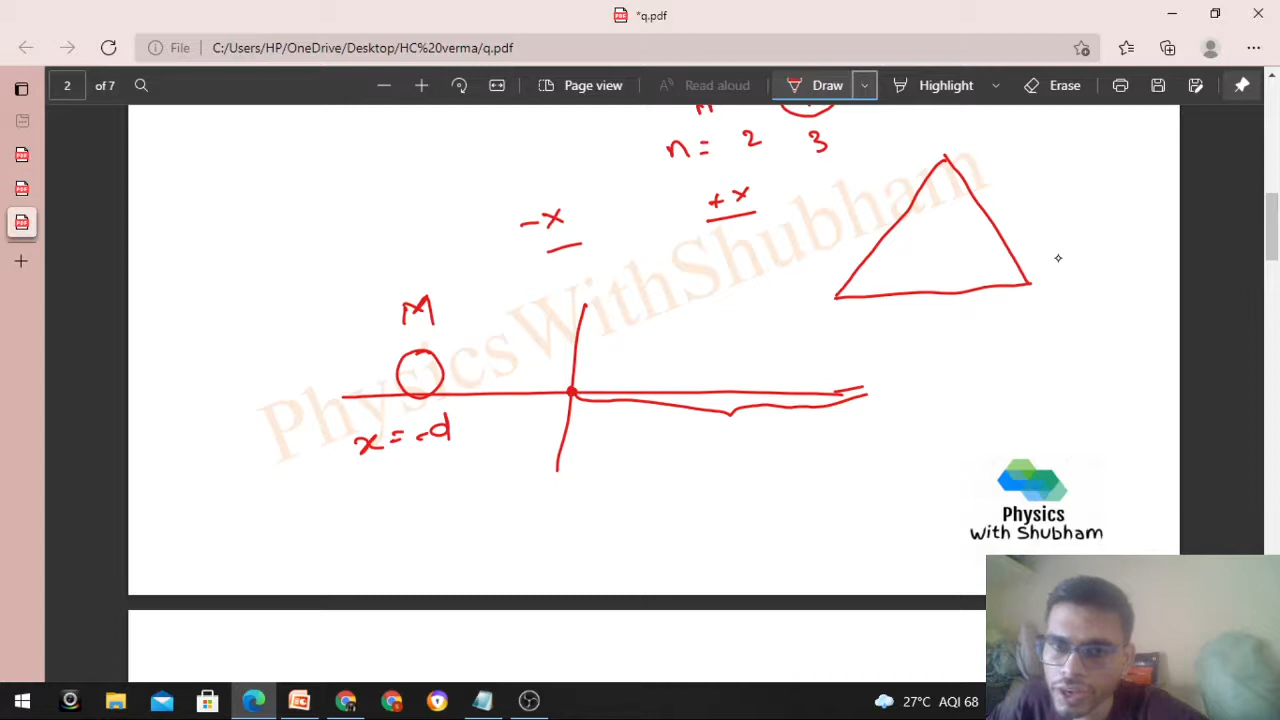 *q.pdf
File C:/Users/HP/OneDrive/Desktop/HC%20verma/q.pdf
2 of 7 Page view Read aloud Draw Highlight Erase
n = 2 3
-x +x
PhysicsWithShubham
M
x = -d
Physics
With Shubham
27°C AQI 68